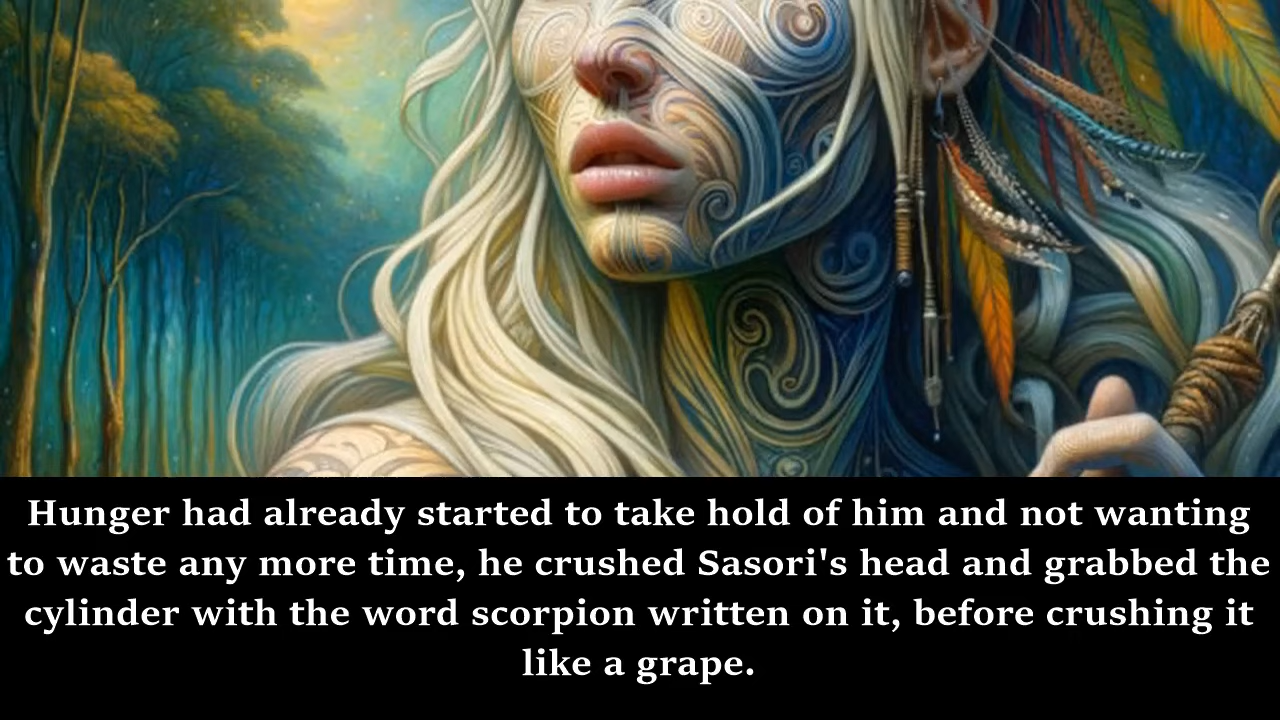 Hunger had already started to take hold of him and not wanting
to waste any more time, he crushed Sasori's head and grabbed the
cylinder with the word scorpion written on it, before crushing it
like a grape.